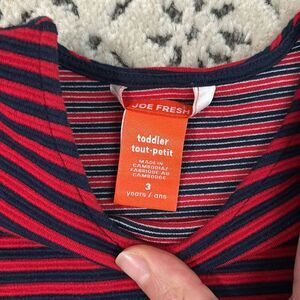 JOE FRESH
toddler
tout-petit
MADE IN
CAMBODIA/
FABRIQUÉ AU
CAMBODGE
3
years / ans